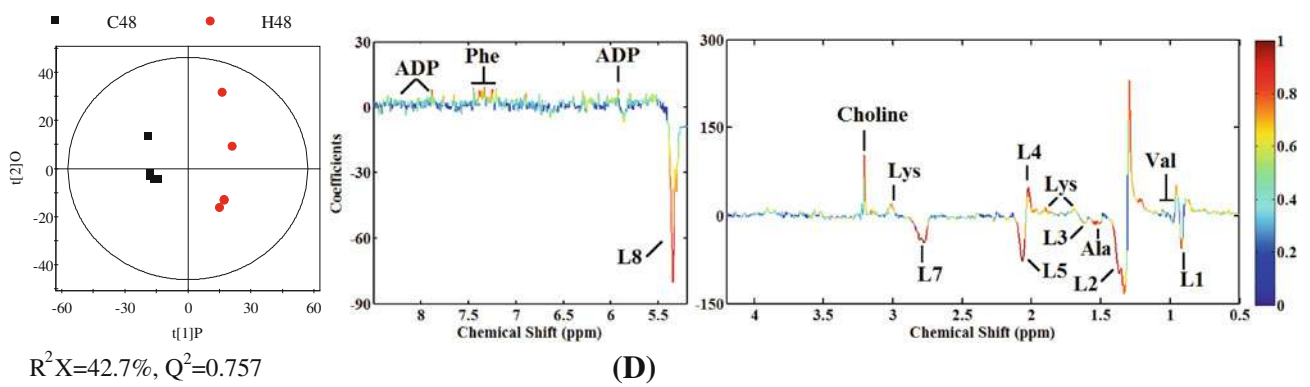 C48 H48
40
20
0
-20
-40
t[2]O
-60 -30 0 30 60
t[1]P
R²X=42.7%, Q²=0.757
30
0
-30
-60
-90
Coefficients
ADP Phe ADP
L8
8 7.5 7 6.5 6 5.5
Chemical Shift (ppm)
300
150
0
-150
Choline
Lys
L4
Lys
Val
L7
L5
L3
Ala
L2
L1
4 3.5 3 2.5 2 1.5 1 0.5
Chemical Shift (ppm)
1
0.8
0.6
0.4
0.2
0
(D)